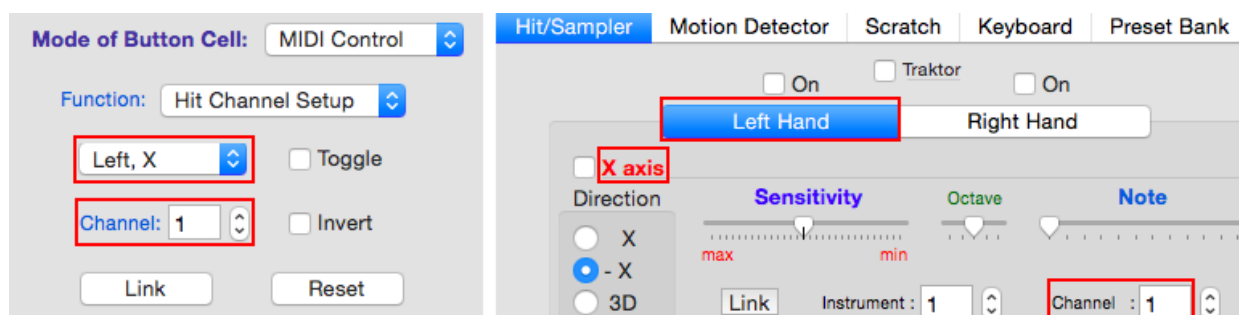 Mode of Button Cell: MIDI Control
Function: Hit Channel Setup
Left, X Toggle
Channel: 1 Invert
Link Reset
Hit/Sampler Motion Detector Scratch Keyboard Preset Bank
On Traktor On
Left Hand Right Hand
X axis
Direction Sensitivity Octave Note
X
max min
- X
3D Link Instrument : 1 Channel : 1